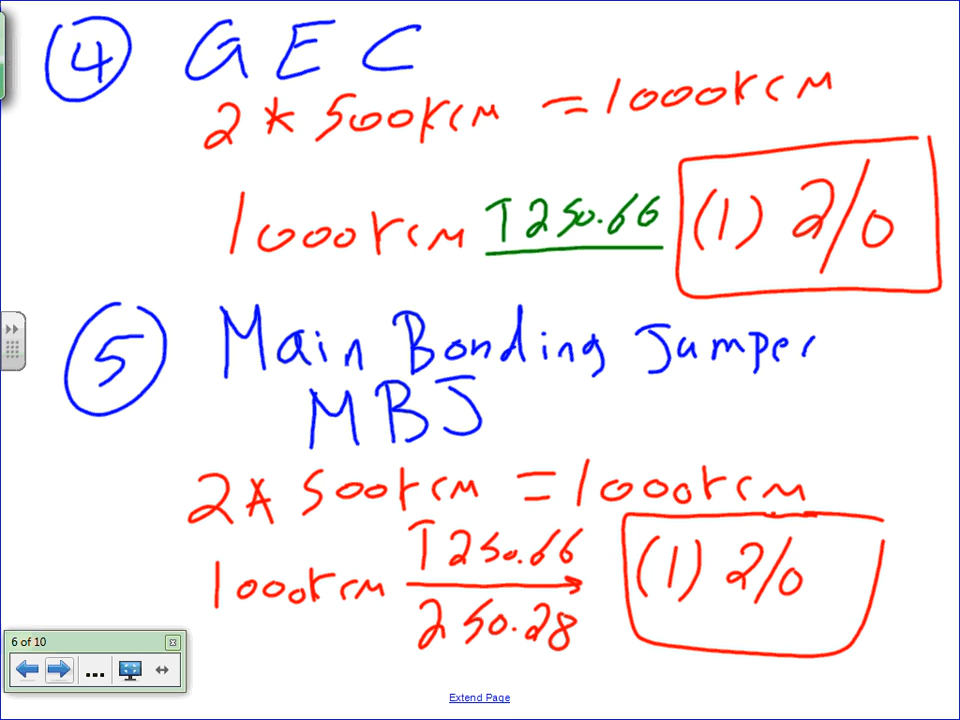 4 GEC
2 * 500kcm = 1000kcm
1000kcm T250.66 (1) 2/0
5 Main Bonding Jumper
MBJ
2 * 500kcm = 1000kcm
1000kcm T250.66 (1) 2/0
250.28
6 of 10
...
Extend Page